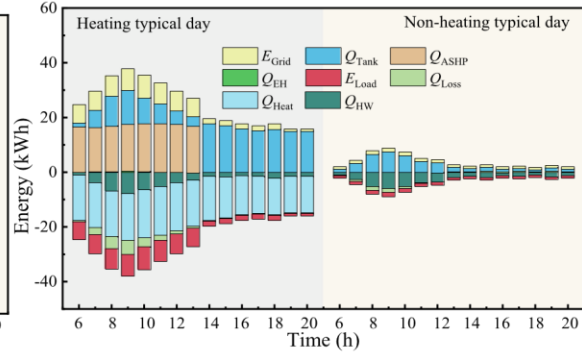 Heating typical day
Non-heating typical day
E_Grid Q_Tank Q_ASHP
Q_EH E_Load Q_Loss
Q_Heat Q_HW
Energy (kWh)
60
40
20
0
-20
-40
6 8 10 12 14 16 18 20 6 8 10 12 14 16 18 20
Time (h)